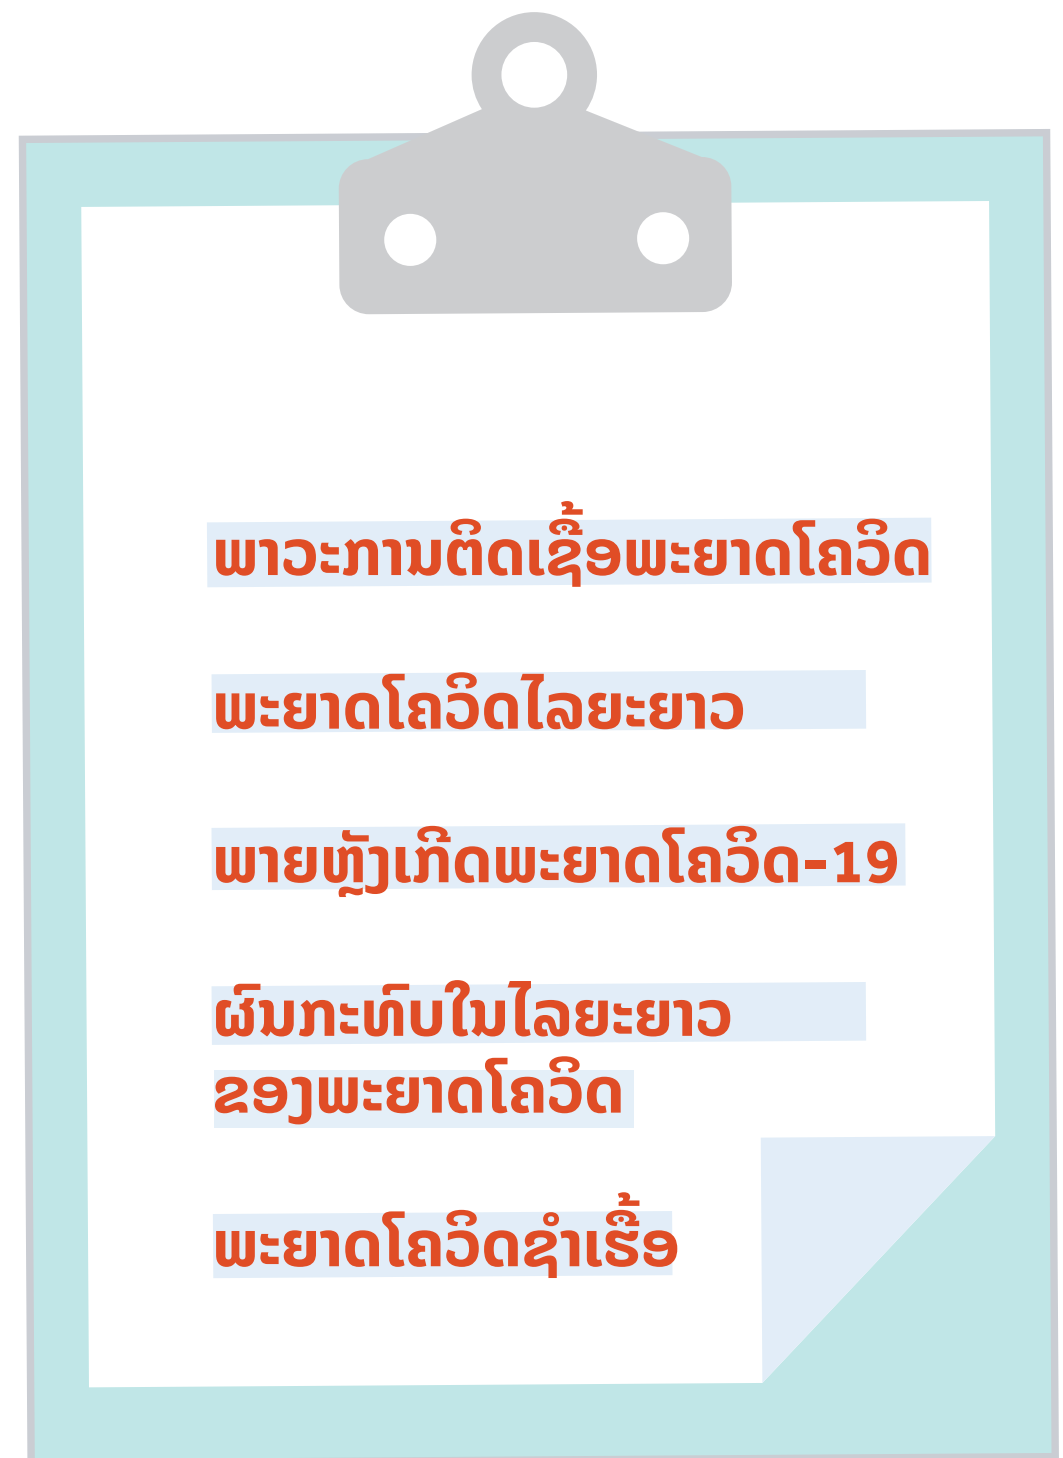 ພາວະການຕິດເຊື້ອພະຍາດໂຄວິດ
ພະຍາດໂຄວິດໄລຍະຍາວ
ພາຍຫຼັງເກີດພະຍາດໂຄວິດ-19
ຜົນກະທົບໃນໄລຍະຍາວ
ຂອງພະຍາດໂຄວິດ
ພະຍາດໂຄວິດຊຳເຮື້ອ